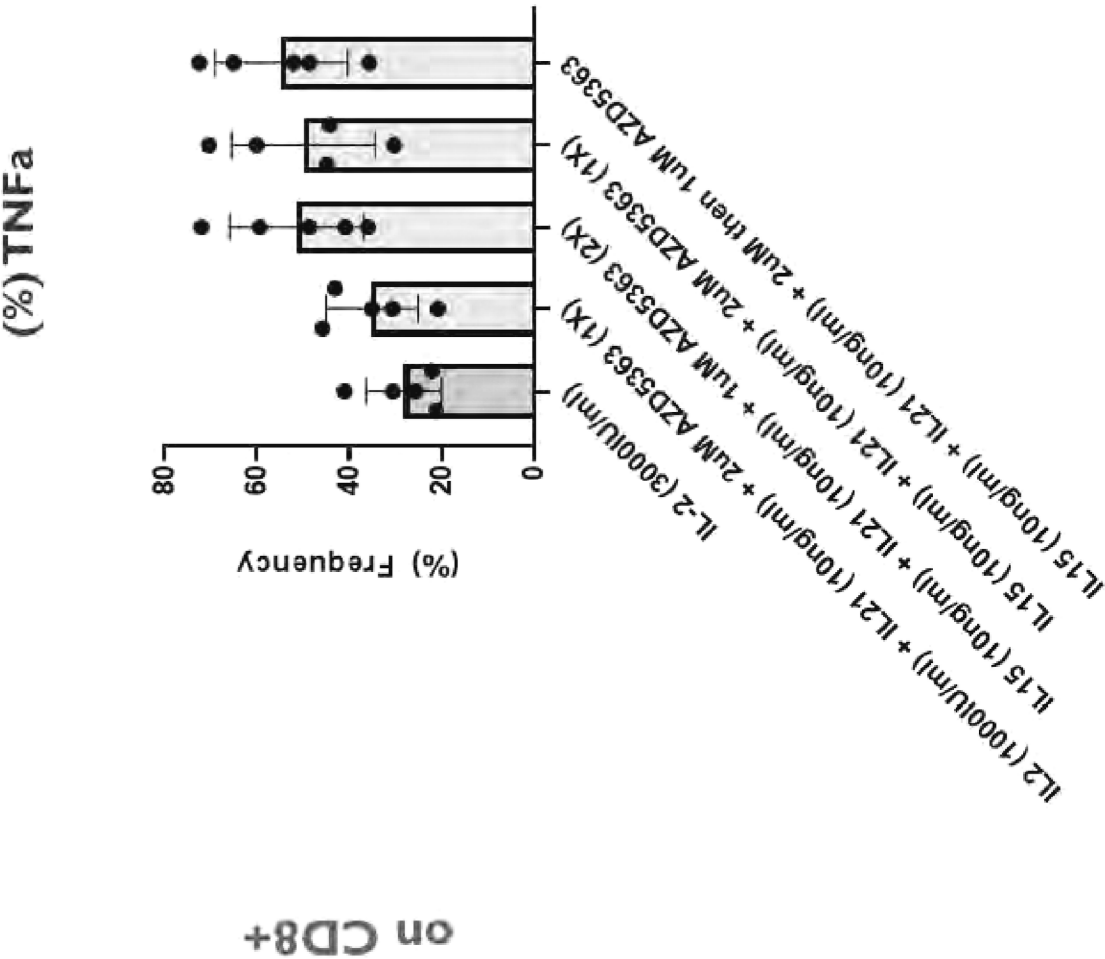 (%) TNFa
on CD8+
(%) Frequency
80
60
40
20
0
IL-2 (3000IU/ml)
IL2 (1000IU/ml) + IL21 (10ng/ml) + 2uM AZD5363 (1X)
IL15 (10ng/ml) + IL21 (10ng/ml) + 1uM AZD5363 (2X)
IL15 (10ng/ml) + IL21 (10ng/ml) + 2uM AZD5363 (1X)
IL15 (10ng/ml) + IL21 (10ng/ml) + 2uM then 1uM AZD5363